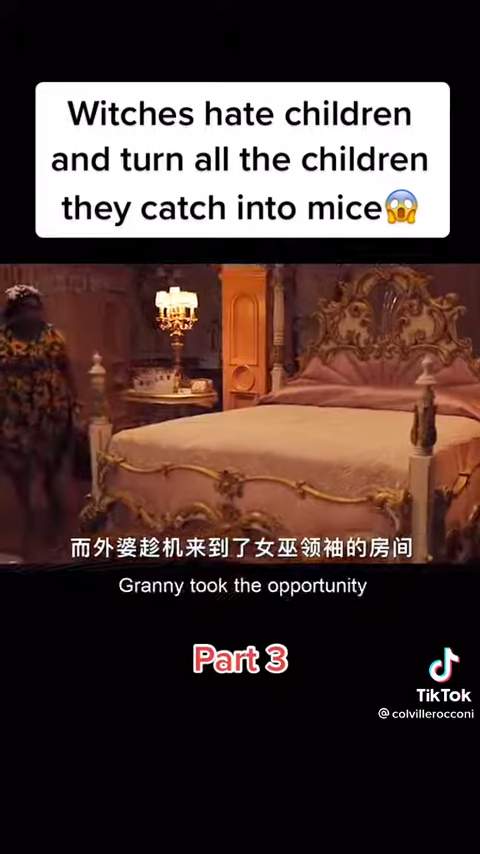 Witches hate children
and turn all the children
they catch into mice😱
而外婆趁机来到了女巫领袖的房间
Granny took the opportunity
Part 3
TikTok
@colvillerocconi